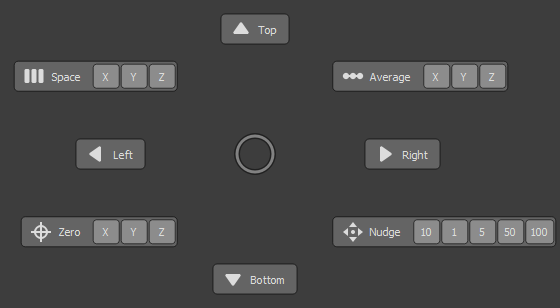 Top
Space X Y Z
Average X Y Z
Left
Right
Zero X Y Z
Nudge 10 1 5 50 100
Bottom